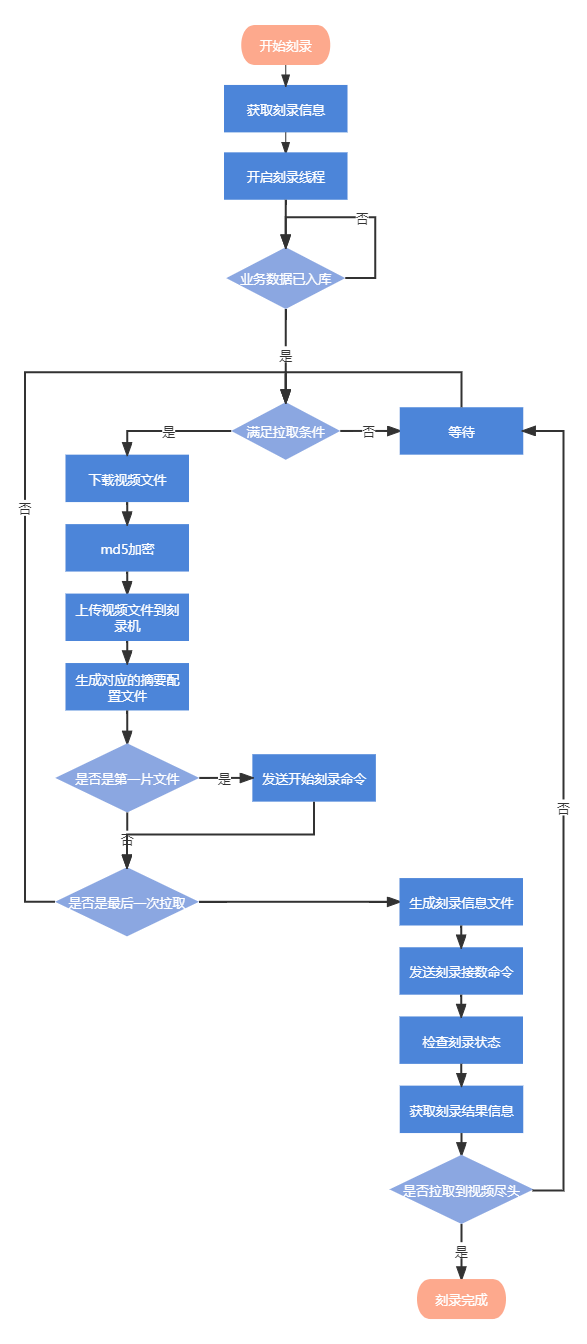 开始刻录
获取刻录信息
开启刻录线程
否
业务数据已入库
是
满足拉取条件
是
否
等待
下载视频文件
否
md5加密
上传视频文件到刻
录机
生成对应的摘要配
置文件
是否是第一片文件
是
发送开始刻录命令
否
否
是否是最后一次拉取
生成刻录信息文件
发送刻录接数命令
检查刻录状态
获取刻录结果信息
是否拉取到视频尽头
是
刻录完成